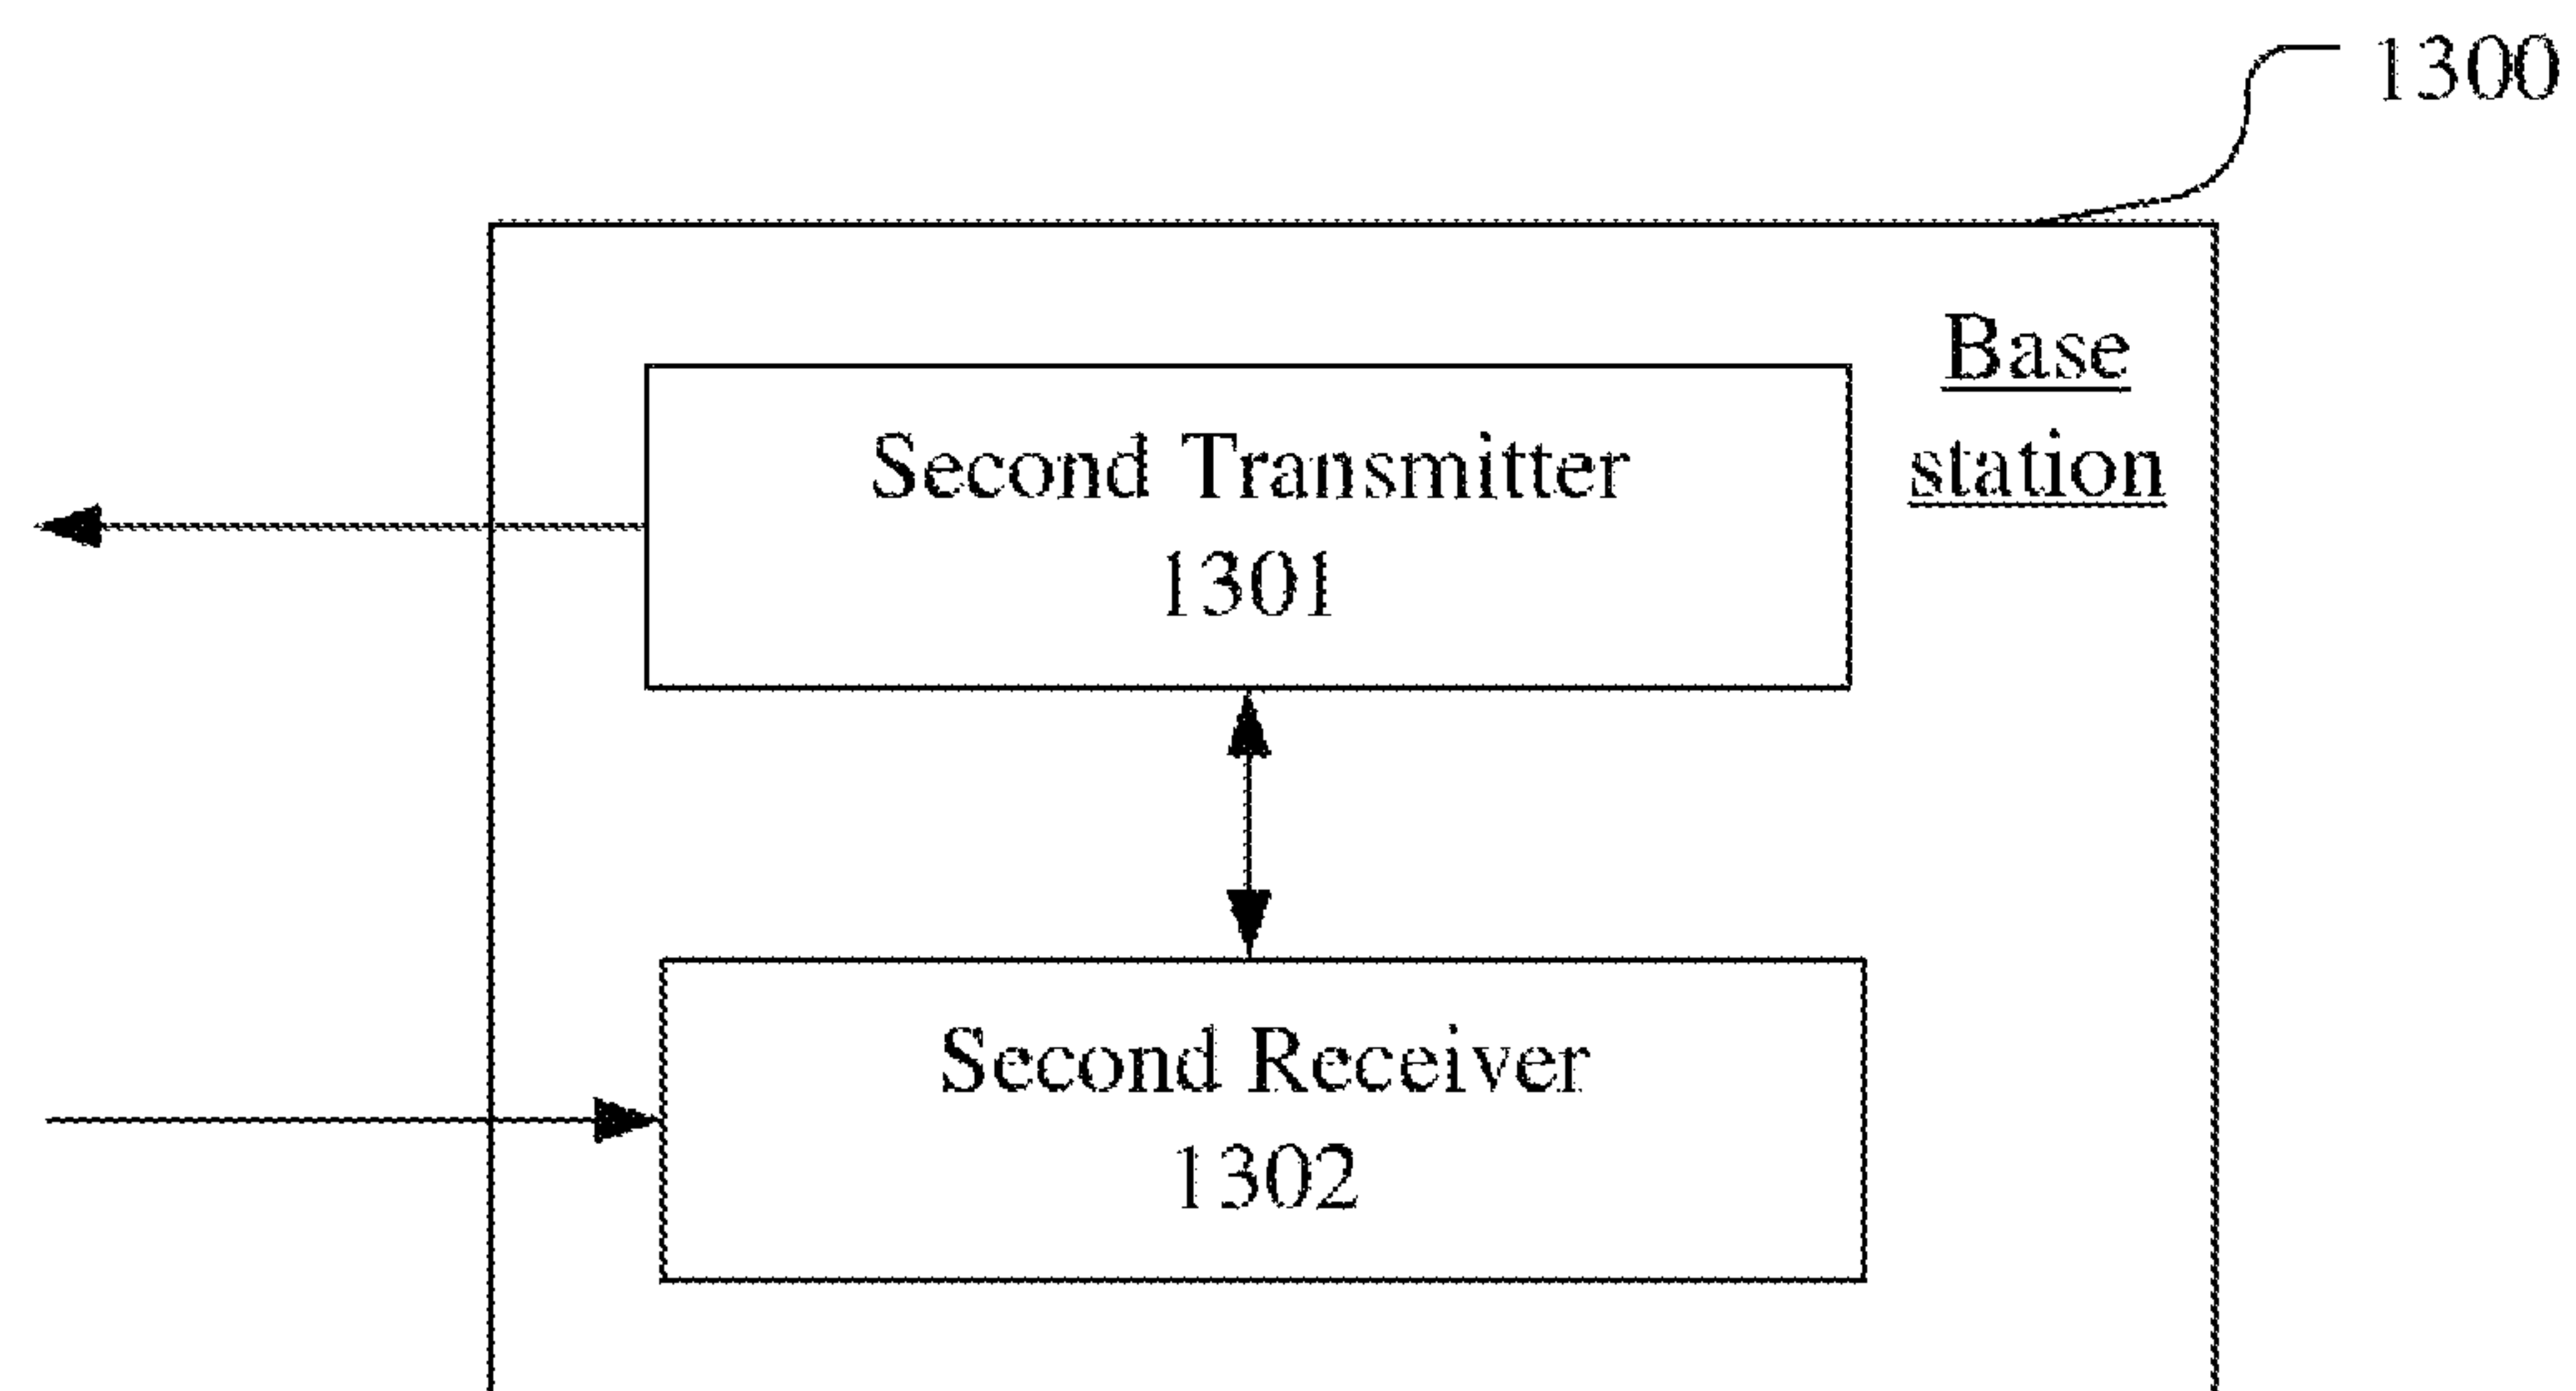 1300
Base
station
Second Transmitter
1301
Second Receiver
1302